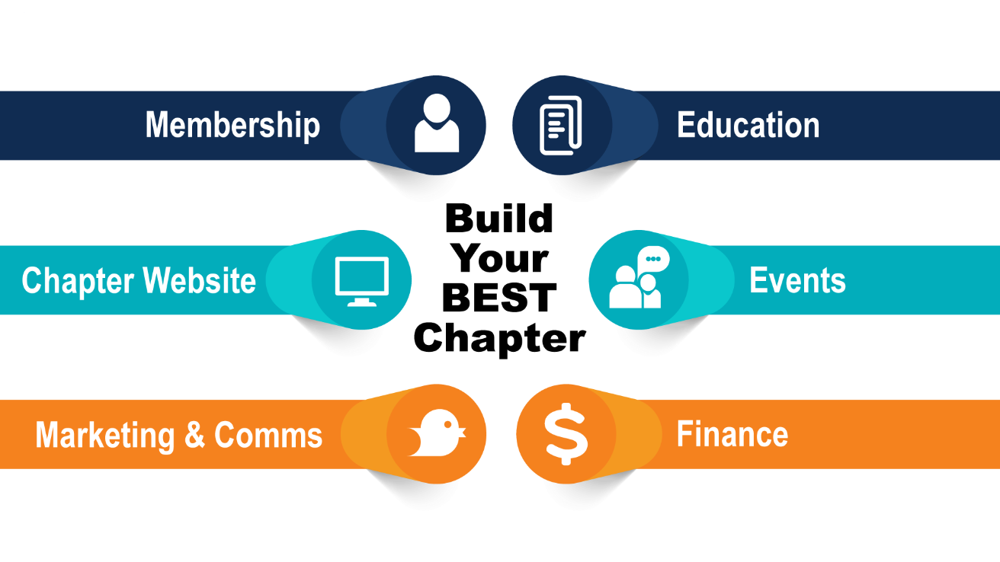 Membership
Education
Build
Your
BEST
Chapter
Chapter Website
Events
Marketing & Comms
Finance